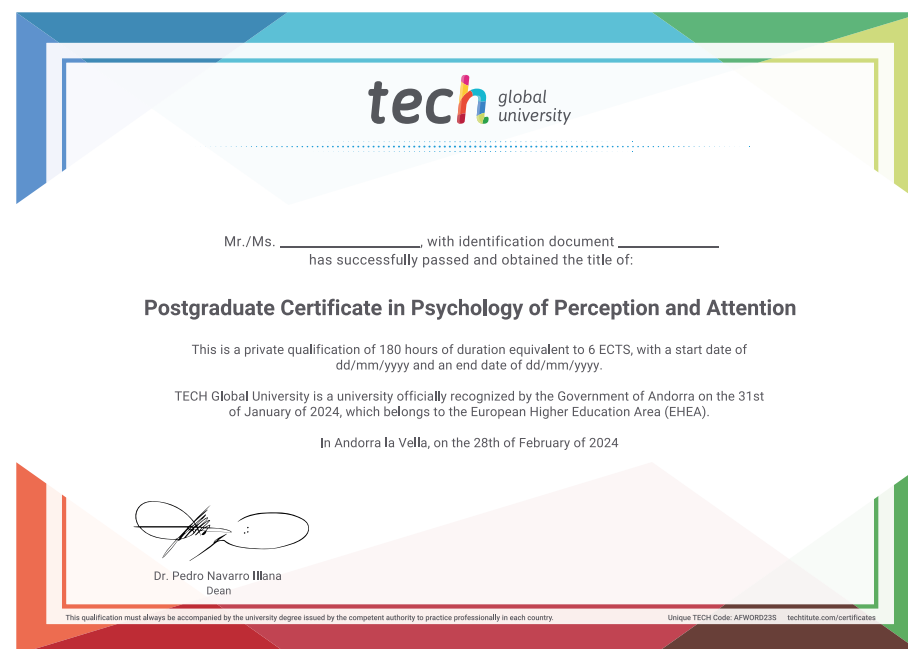 tech global university
Mr./Ms. ____________, with identification document ____________
has successfully passed and obtained the title of:
Postgraduate Certificate in Psychology of Perception and Attention
This is a private qualification of 180 hours of duration equivalent to 6 ECTS, with a start date of
dd/mm/yyyy and an end date of dd/mm/yyyy.
TECH Global University is a university officially recognized by the Government of Andorra on the 31st
of January of 2024, which belongs to the European Higher Education Area (EHEA).
In Andorra la Vella, on the 28th of February of 2024
Dr. Pedro Navarro Illana
Dean
This qualification must always be accompanied by the university degree issued by the competent authority to practice professionally in each country. Unique TECH Code: AFWORD23S techtitute.com/certificates